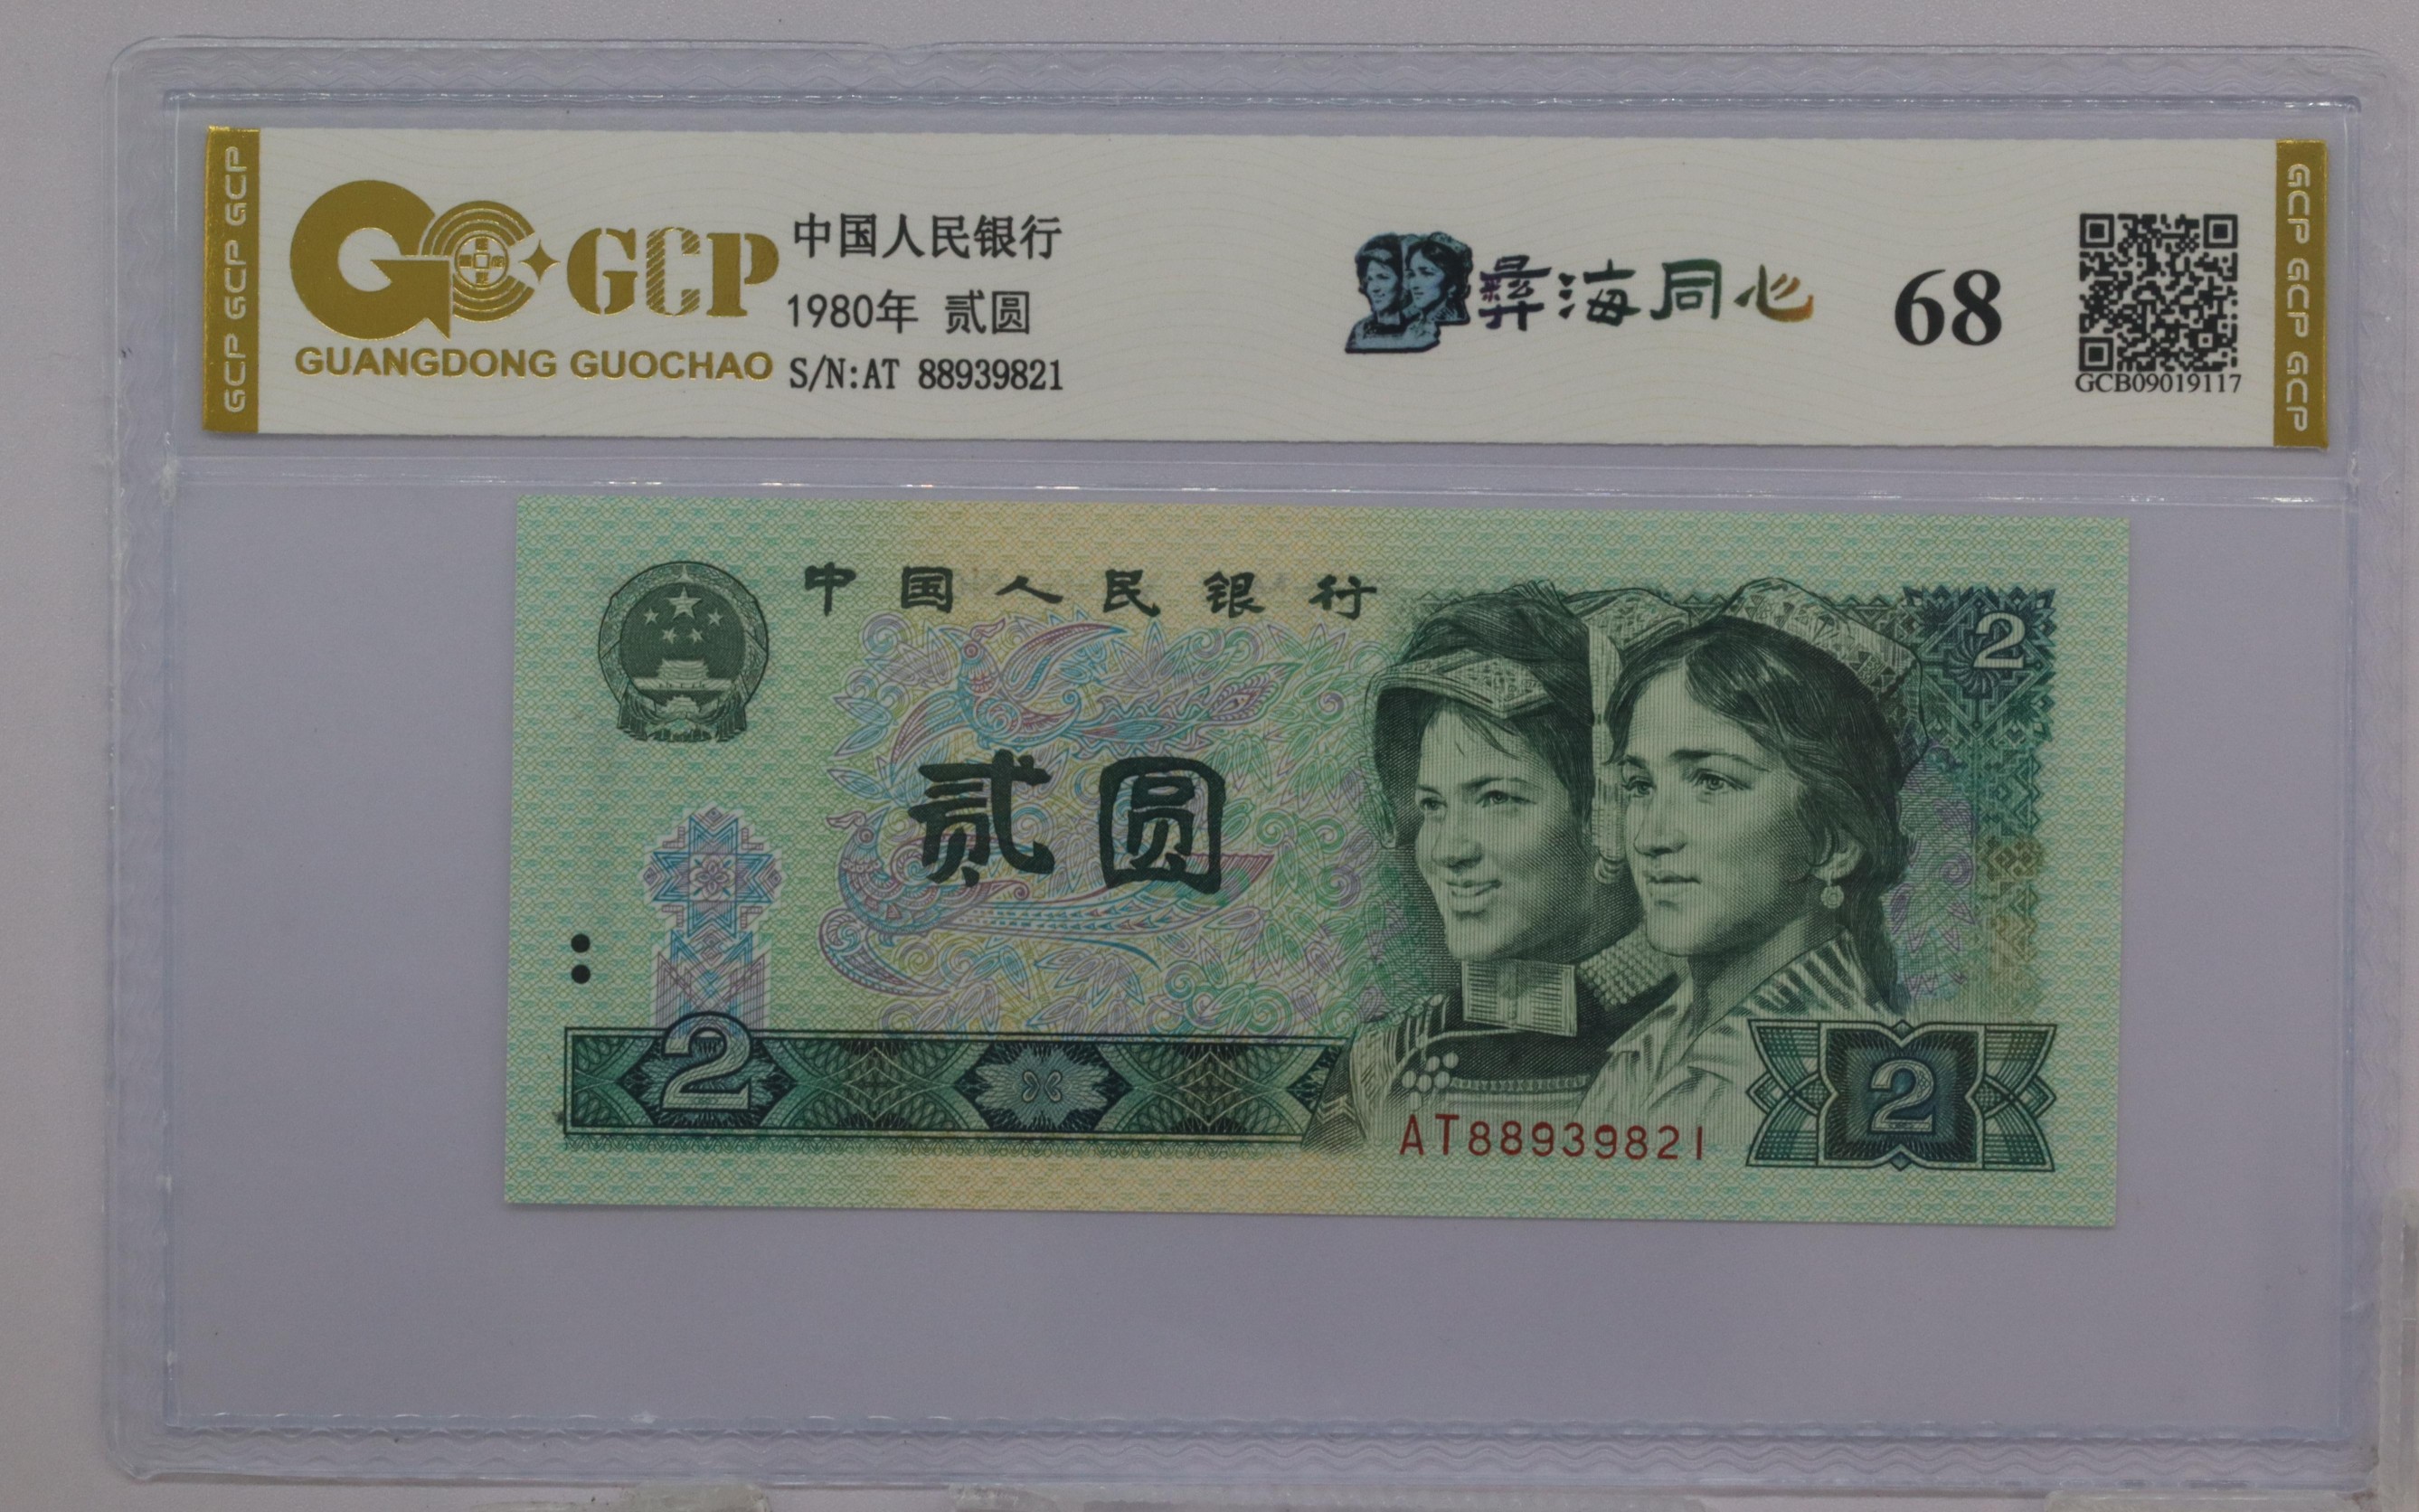 GCP GCP GCP
GCP
GUANGDONG GUOCHAO
中国人民银行
1980年 贰圆
S/N:AT 88939821
彝海同心
68
GCB09019117
GCP GCP GCP
中国人民银行
2
贰圆
2
AT88939821
2